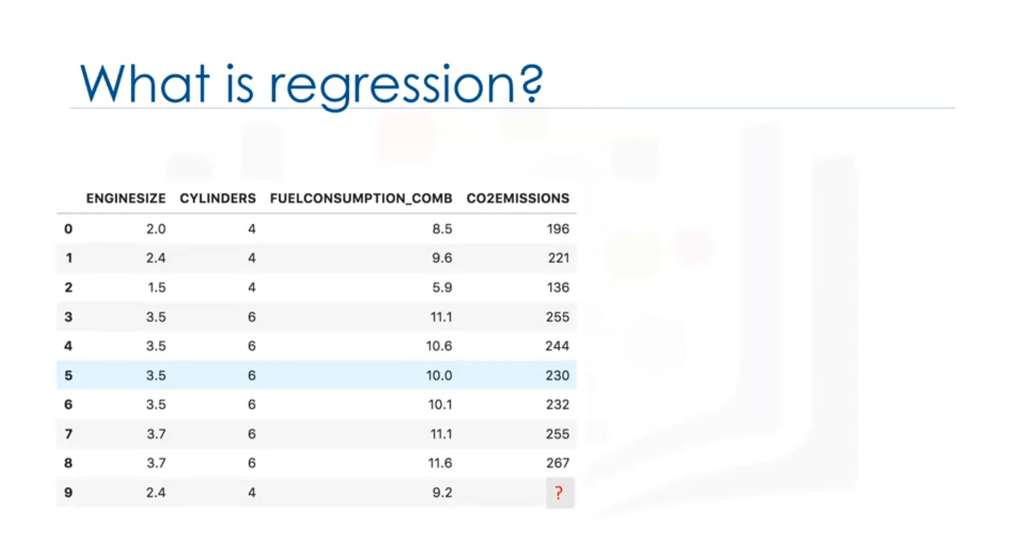 What is regression?
ENGINESIZE CYLINDERS FUELCONSUMPTION_COMB CO2EMISSIONS
0 2.0 4 8.5 196
1 2.4 4 9.6 221
2 1.5 4 5.9 136
3 3.5 6 11.1 255
4 3.5 6 10.6 244
5 3.5 6 10.0 230
6 3.5 6 10.1 232
7 3.7 6 11.1 255
8 3.7 6 11.6 267
9 2.4 4 9.2 ?